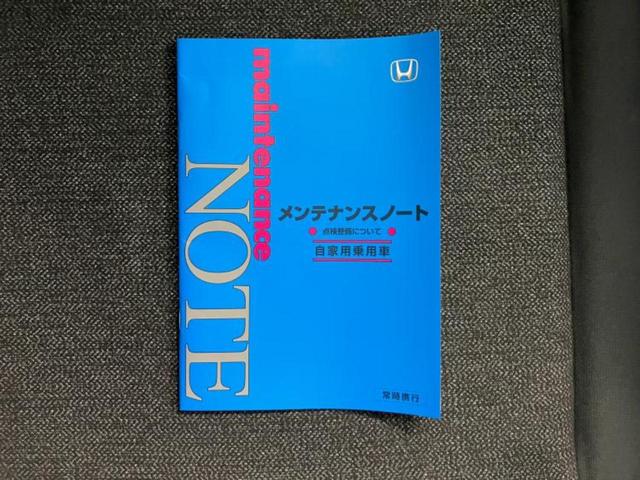 maintenance
NOTE
メンテナンスノート
点検整備について
自家用乗用車
常時携行